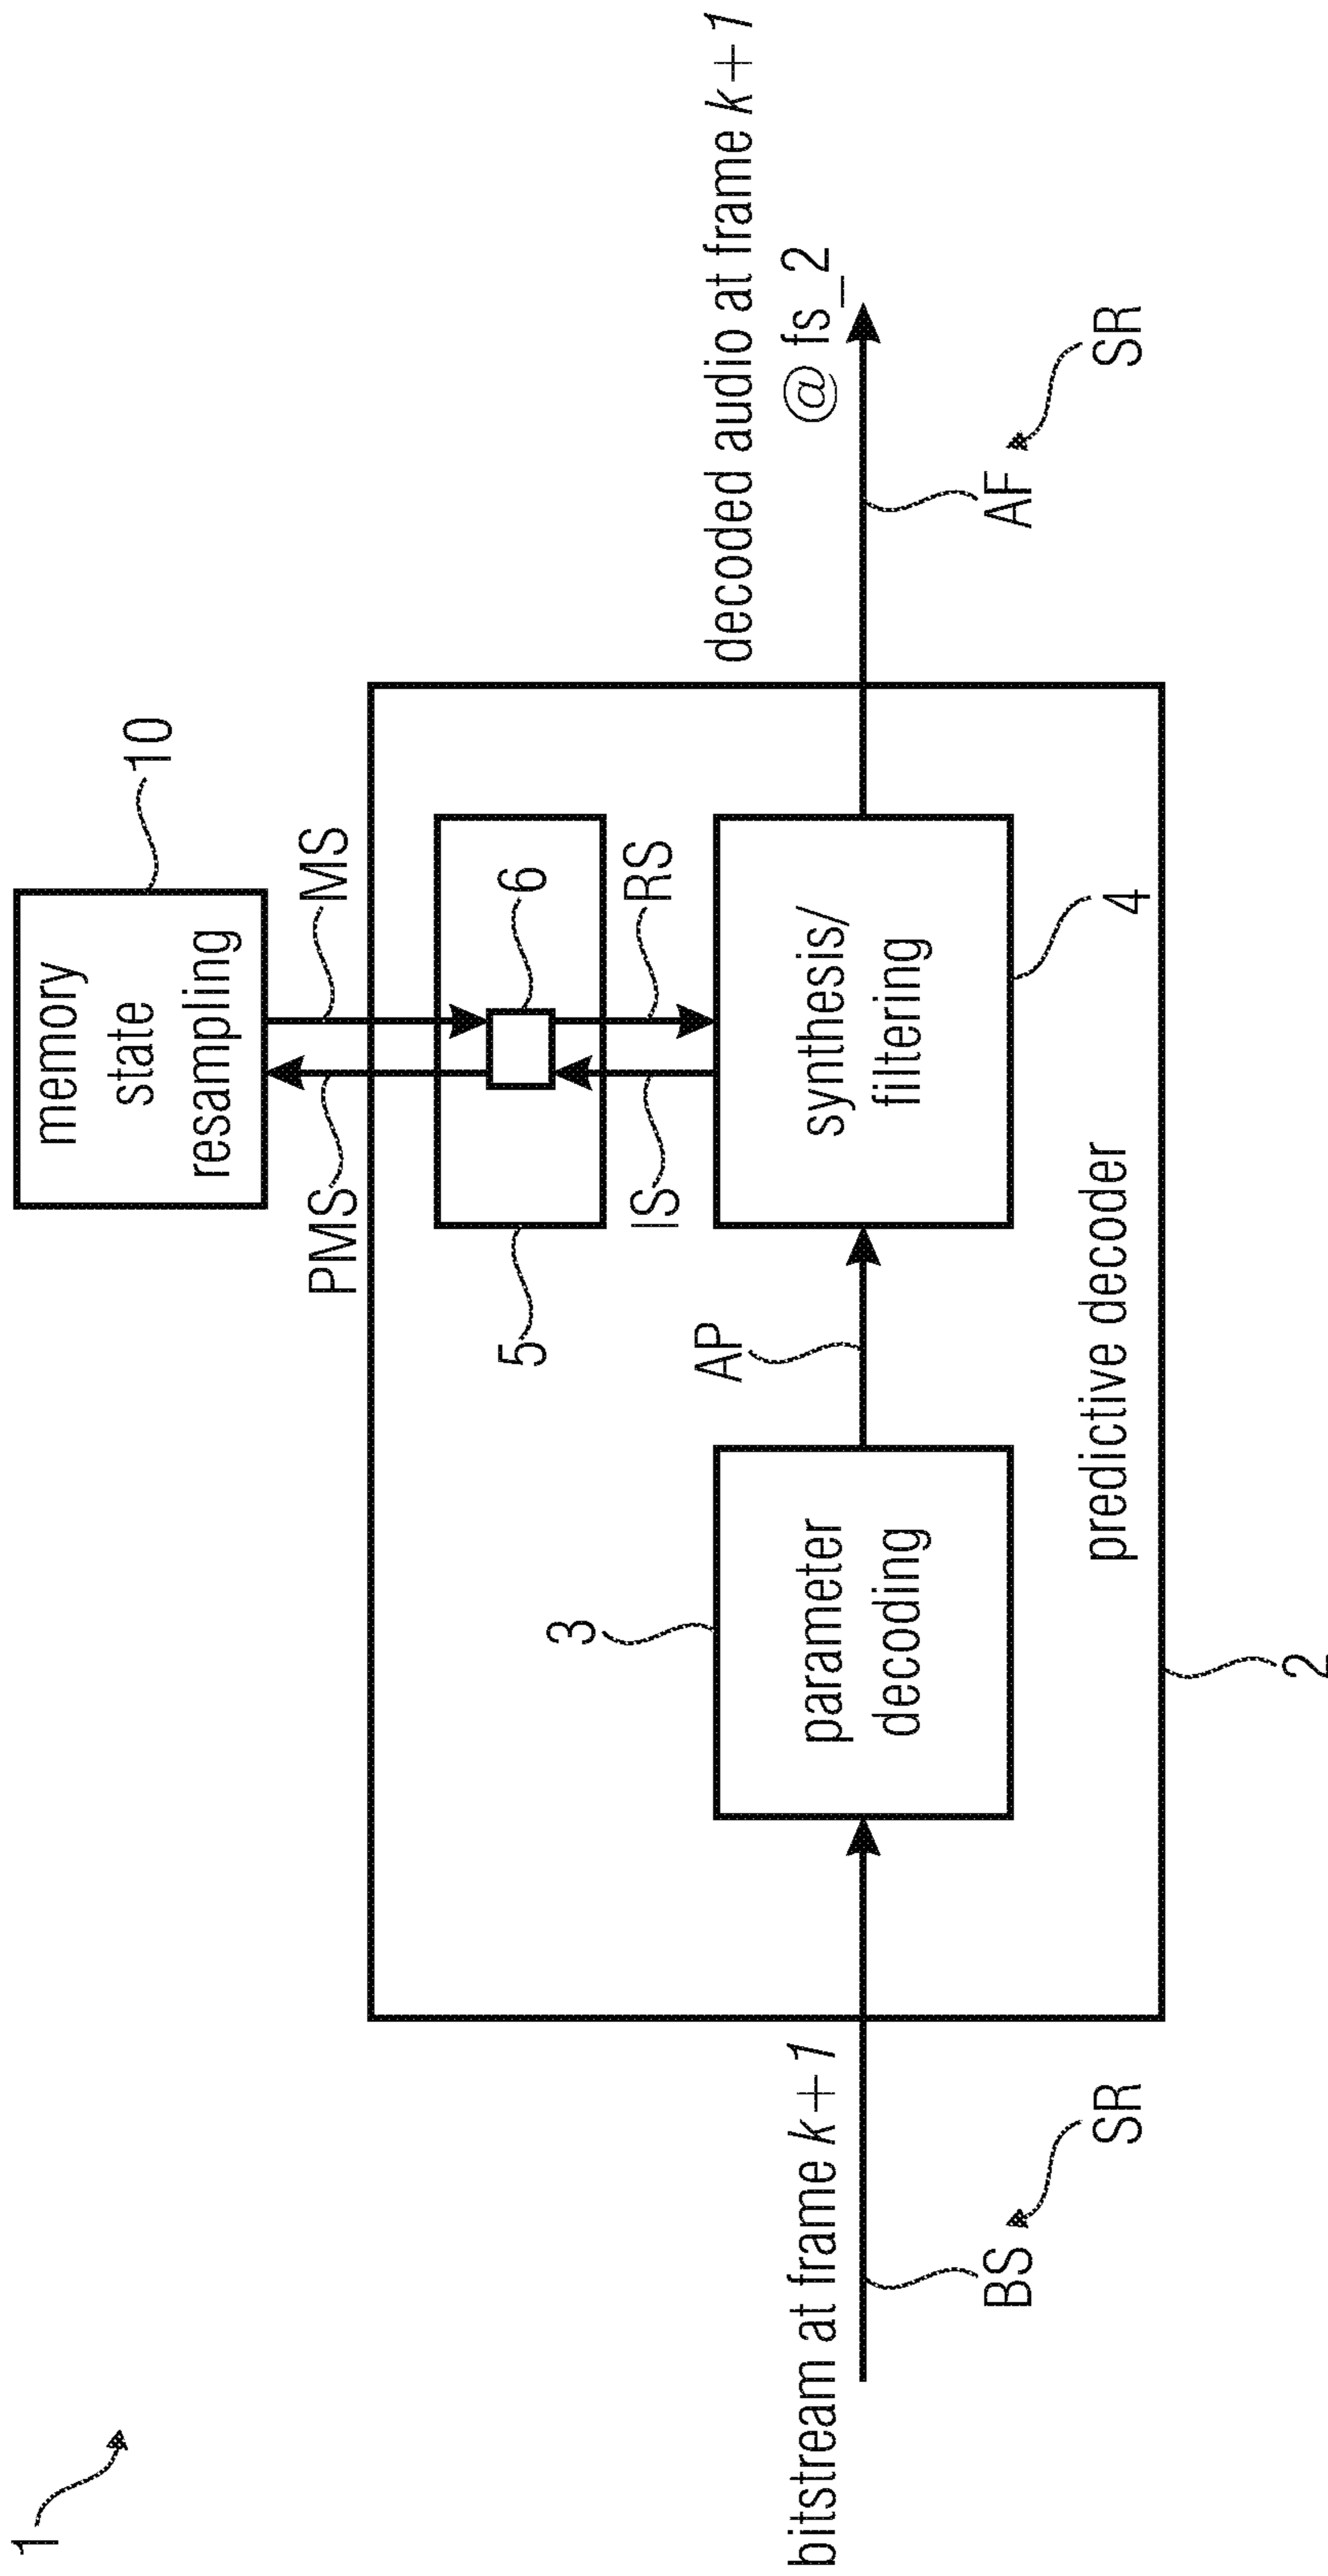 1
memory
state
resampling
10
PMS
MS
5
6
IS
RS
bitstream at frame k+1
BS
SR
3
parameter
decoding
AP
synthesis/
filtering
4
predictive decoder
2
decoded audio at frame k+1
@ fs_2
AF
SR